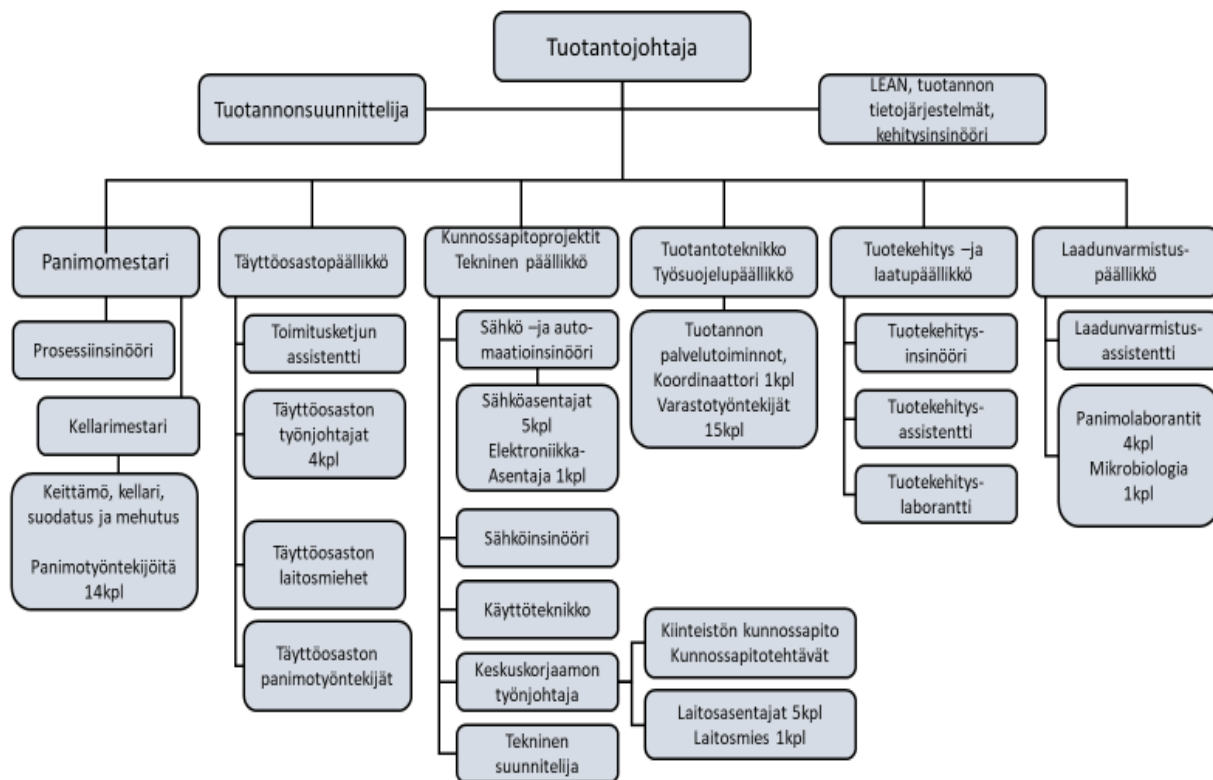 Tuotantojohtaja
Tuotannonsuunnittelija
LEAN, tuotannon
tietojärjestelmät,
kehitysinsinööri
Panimomestari
Prosessiinsinööri
Kellarimestari
Keittämö, kellari,
suodatus ja mehutus
Panimotyöntekijöitä
14kpl
Täyttöosastopäällikkö
Toimitusketjun
assistentti
Täyttöosaston
työnjohtajat
4kpl
Täyttöosaston
laitosmiehet
Täyttöosaston
panimotyöntekijät
Kunnossapitoprojektit
Tekninen päällikkö
Sähkö –ja auto-
maatioinsinööri
Sähköasentajat
5kpl
Elektroniikka-
Asentaja 1kpl
Sähköinsinööri
Käyttöteknikko
Keskuskorjaamon
työnjohtaja
Kiinteistön kunnossapito
Kunnossapitotehtävät
Laitosasentajat 5kpl
Laitosmies 1kpl
Tekninen
suunnitelija
Tuotantoteknikko
Työsuojelupäällikkö
Tuotannon
palvelutoiminnot,
Koordinaattori 1kpl
Varastotyöntekijät
15kpl
Tuotekehitys –ja
laatupäällikkö
Tuotekehitys-
insinööri
Tuotekehitys-
assistentti
Tuotekehitys-
laborantti
Laadunvarmistus-
päällikkö
Laadunvarmistus-
assistentti
Panimolaborantit
4kpl
Mikrobiologia
1kpl